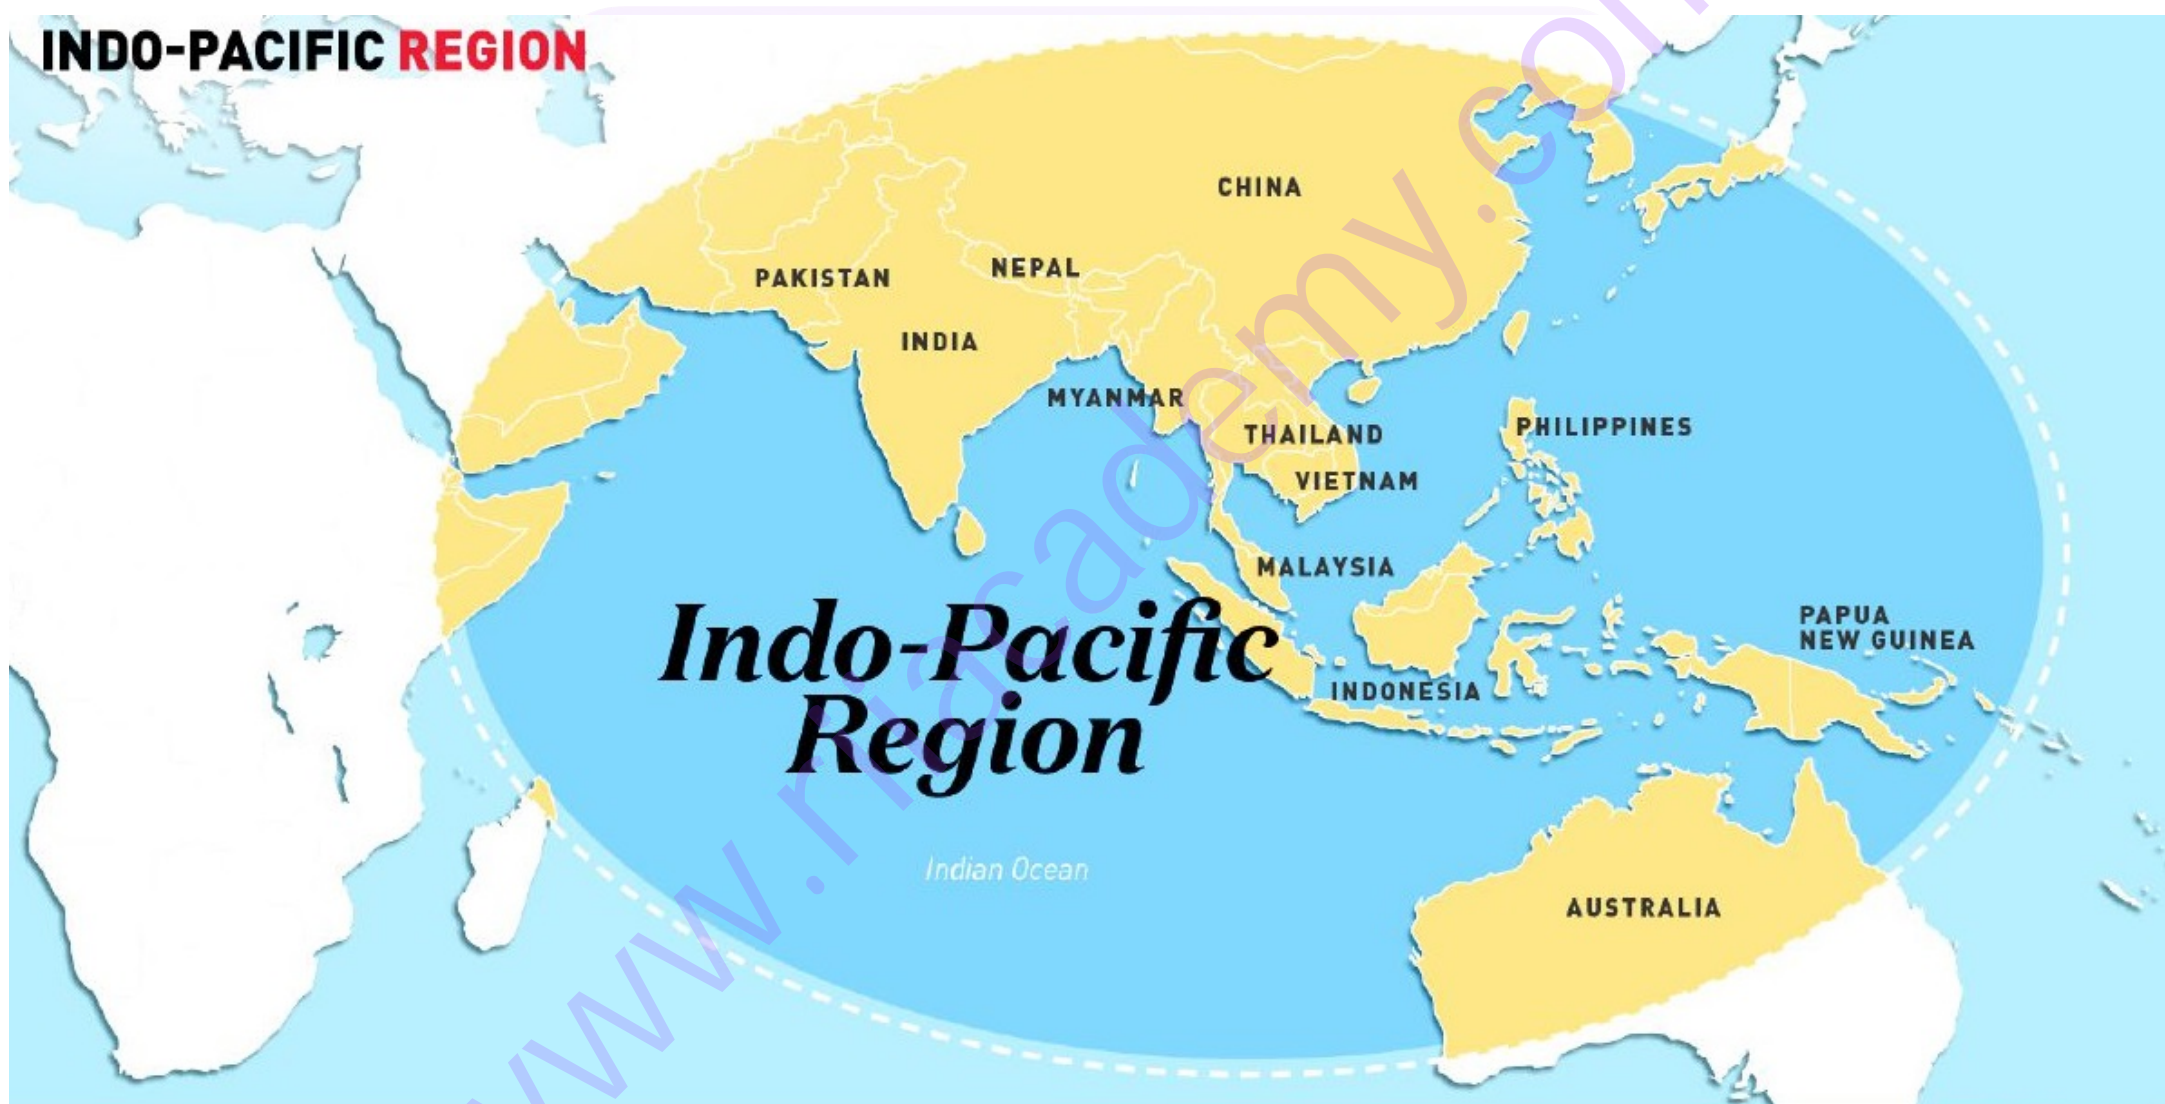 INDO-PACIFIC REGION
CHINA
PAKISTAN
NEPAL
INDIA
MYANMAR
PHILIPPINES
THAILAND
VIETNAM
MALAYSIA
Indo-Pacific
Region
PAPUA
NEW GUINEA
INDONESIA
Indian Ocean
AUSTRALIA